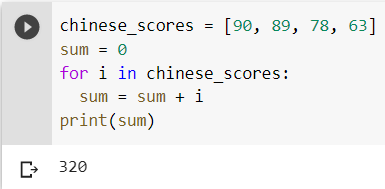 chinese_scores = [90, 89, 78, 63]
sum = 0
for i in chinese_scores:
  sum = sum + i
print(sum)
320